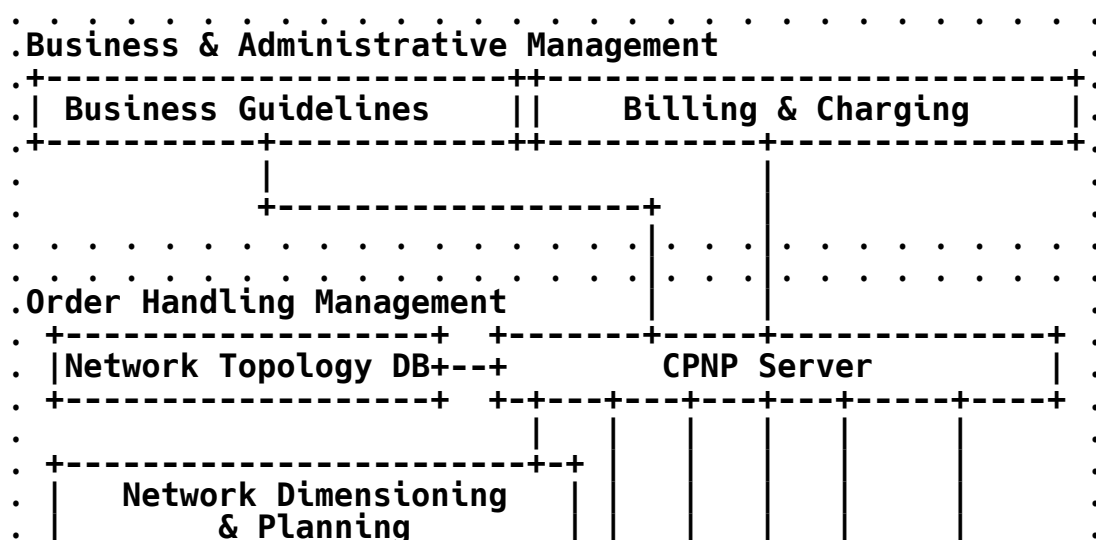 Business & Administrative Management
Business Guidelines Billing & Charging
Order Handling Management
Network Topology DB CPNP Server
Network Dimensioning
& Planning